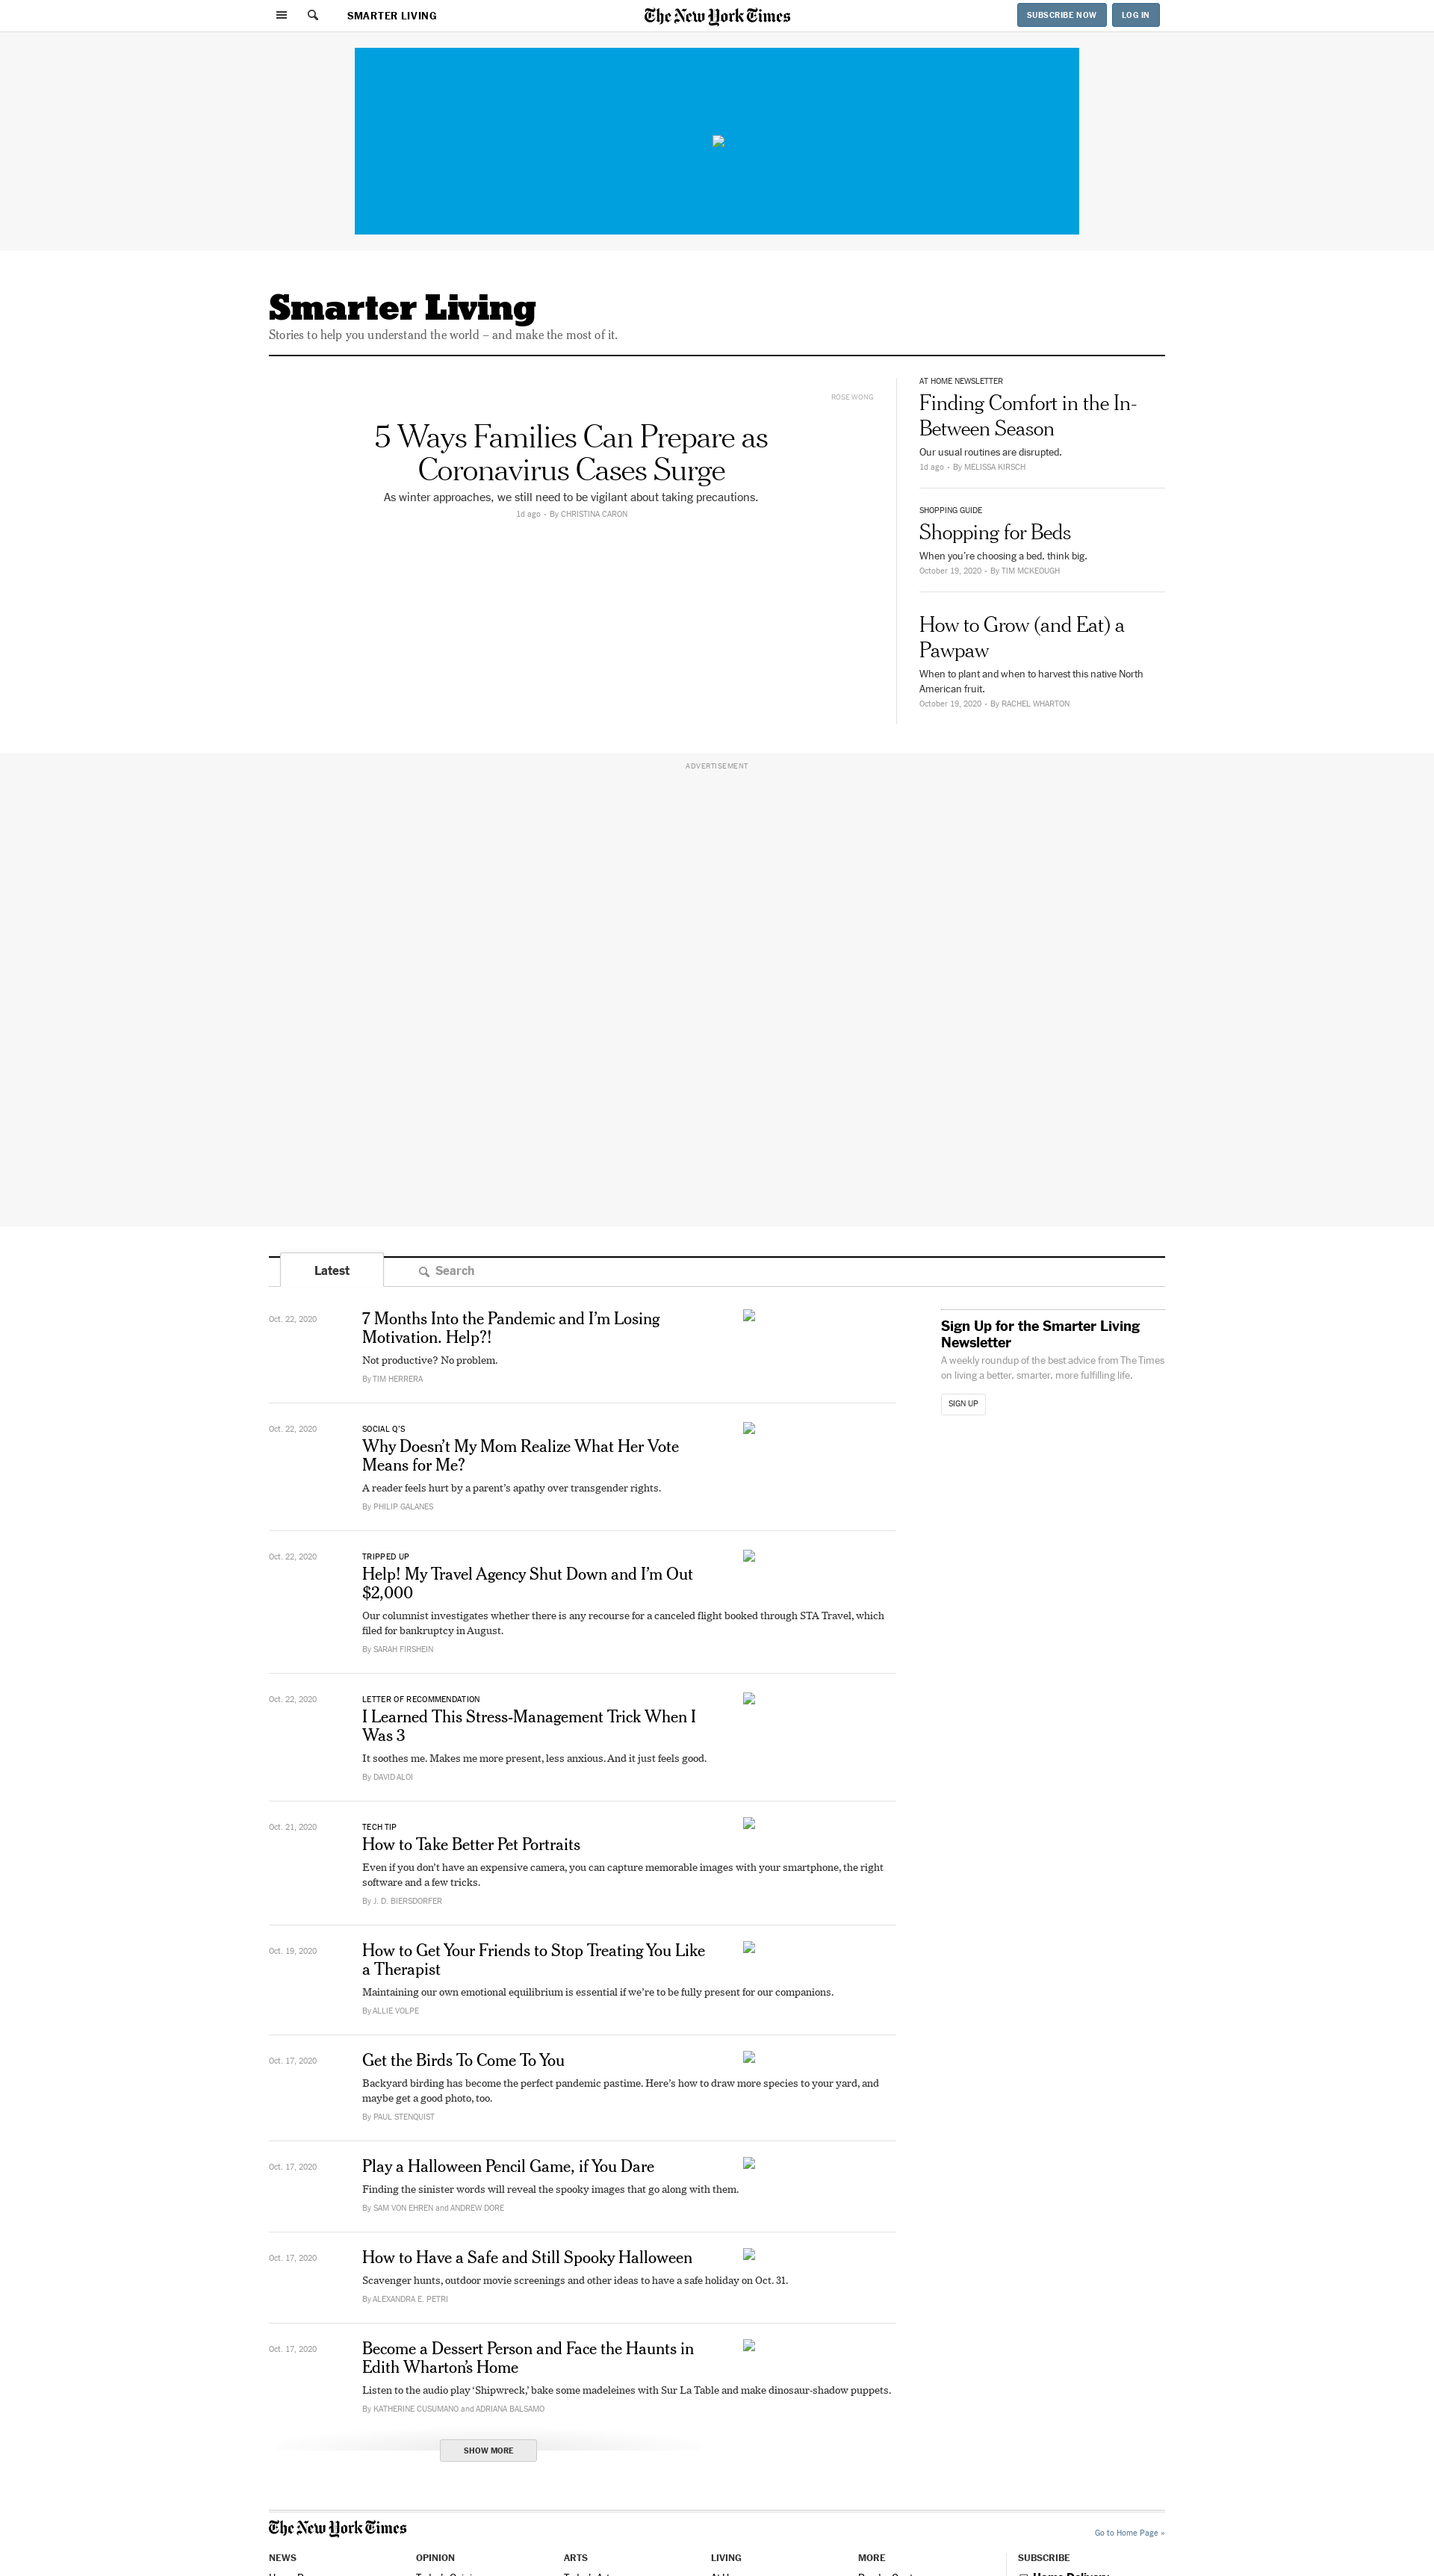 SMARTER LIVING
The New York Times
SUBSCRIBE NOW
LOG IN
Smarter Living
Stories to help you understand the world – and make the most of it.
ROSE WONG
5 Ways Families Can Prepare as
Coronavirus Cases Surge
As winter approaches, we still need to be vigilant about taking precautions.
1d ago • By CHRISTINA CARON
AT HOME NEWSLETTER
Finding Comfort in the In-
Between Season
Our usual routines are disrupted.
1d ago • By MELISSA KIRSCH
SHOPPING GUIDE
Shopping for Beds
When you’re choosing a bed, think big.
October 19, 2020 • By TIM MCKEOUGH
How to Grow (and Eat) a
Pawpaw
When to plant and when to harvest this native North
American fruit.
October 19, 2020 • By RACHEL WHARTON
ADVERTISEMENT
Latest
Search
Oct. 22, 2020
7 Months Into the Pandemic and I’m Losing
Motivation. Help?!
Not productive? No problem.
By TIM HERRERA
Sign Up for the Smarter Living
Newsletter
A weekly roundup of the best advice from The Times
on living a better, smarter, more fulfilling life.
SIGN UP
Oct. 22, 2020
SOCIAL Q’S
Why Doesn’t My Mom Realize What Her Vote
Means for Me?
A reader feels hurt by a parent’s apathy over transgender rights.
By PHILIP GALANES
Oct. 22, 2020
TRIPPED UP
Help! My Travel Agency Shut Down and I’m Out
$2,000
Our columnist investigates whether there is any recourse for a canceled flight booked through STA Travel, which
filed for bankruptcy in August.
By SARAH FIRSHEIN
Oct. 22, 2020
LETTER OF RECOMMENDATION
I Learned This Stress-Management Trick When I
Was 3
It soothes me. Makes me more present, less anxious. And it just feels good.
By DAVID ALOI
Oct. 21, 2020
TECH TIP
How to Take Better Pet Portraits
Even if you don’t have an expensive camera, you can capture memorable images with your smartphone, the right
software and a few tricks.
By J. D. BIERSDORFER
Oct. 19, 2020
How to Get Your Friends to Stop Treating You Like
a Therapist
Maintaining our own emotional equilibrium is essential if we’re to be fully present for our companions.
By ALLIE VOLPE
Oct. 17, 2020
Get the Birds To Come To You
Backyard birding has become the perfect pandemic pastime. Here’s how to draw more species to your yard, and
maybe get a good photo, too.
By PAUL STENQUIST
Oct. 17, 2020
Play a Halloween Pencil Game, if You Dare
Finding the sinister words will reveal the spooky images that go along with them.
By SAM VON EHREN and ANDREW DORE
Oct. 17, 2020
How to Have a Safe and Still Spooky Halloween
Scavenger hunts, outdoor movie screenings and other ideas to have a safe holiday on Oct. 31.
By ALEXANDRA E. PETRI
Oct. 17, 2020
Become a Dessert Person and Face the Haunts in
Edith Wharton’s Home
Listen to the audio play ‘Shipwreck,’ bake some madeleines with Sur La Table and make dinosaur-shadow puppets.
By KATHERINE CUSUMANO and ADRIANA BALSAMO
SHOW MORE
The New York Times
Go to Home Page »
NEWS
OPINION
ARTS
LIVING
MORE
SUBSCRIBE